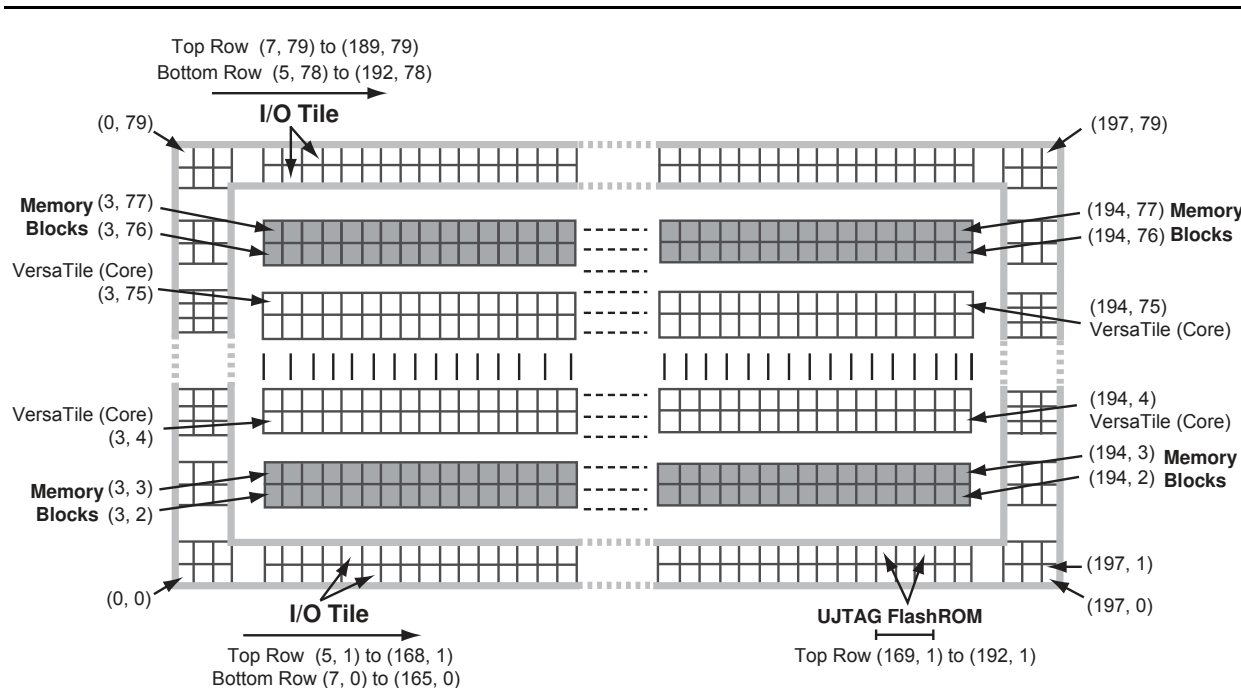 Top Row (7, 79) to (189, 79)
Bottom Row (5, 78) to (192, 78)
I/O Tile
(0, 79)
(197, 79)
Memory (3, 77)
Blocks (3, 76)
(194, 77) Memory
(194, 76) Blocks
VersaTile (Core)
(3, 75)
(194, 75)
VersaTile (Core)
VersaTile (Core)
(3, 4)
(194, 4)
VersaTile (Core)
Memory (3, 3)
Blocks (3, 2)
(194, 3) Memory
(194, 2) Blocks
(0, 0)
(197, 1)
(197, 0)
I/O Tile
Top Row (5, 1) to (168, 1)
Bottom Row (7, 0) to (165, 0)
UJTAG FlashROM
Top Row (169, 1) to (192, 1)